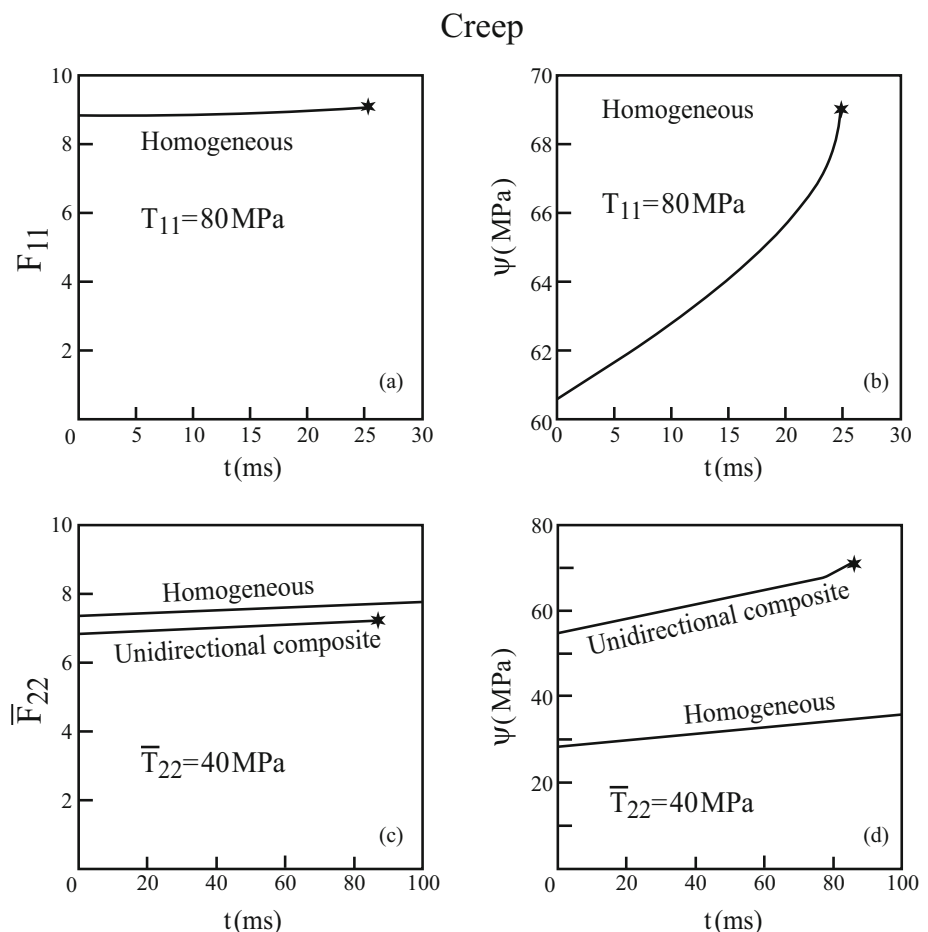 Creep
10
8
6
4
2
0
F11
Homogeneous
T11=80MPa
(a)
5
10
15
20
25
30
t(ms)
70
68
66
64
62
60
ψ(MPa)
Homogeneous
T11=80MPa
(b)
0
5
10
15
20
25
30
t(ms)
10
8
6
4
2
0
F̅22
Homogeneous
Unidirectional composite
T̅22=40MPa
(c)
20
40
60
80
100
t(ms)
80
60
40
20
ψ(MPa)
Unidirectional composite
Homogeneous
T̅22=40MPa
(d)
0
20
40
60
80
100
t(ms)